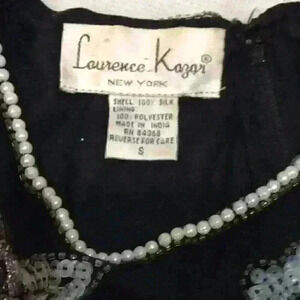 Laurence Kazar
NEW YORK
SHELL 100% SILK
LINING:
100% POLYESTER
MADE IN INDIA
RN 84368
REVERSE FOR CARE
S